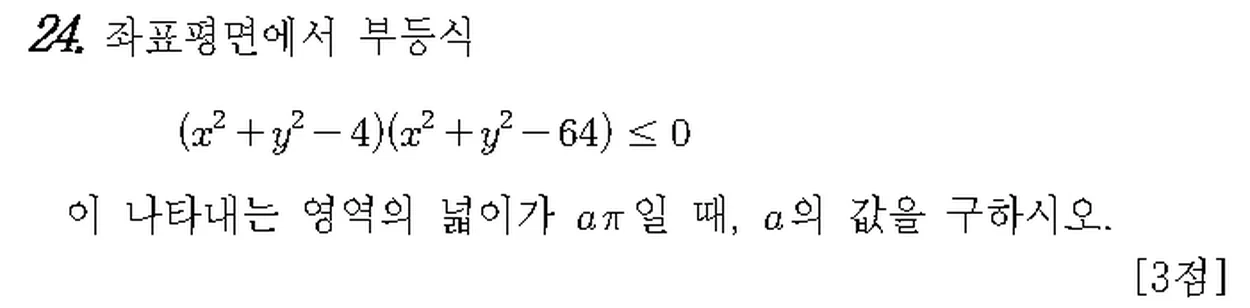 24. 좌표평면에서 부등식
(x² + y² − 4)(x² + y² − 64) ≤ 0
이 나타내는 영역의 넓이가 aπ일 때, a의 값을 구하시오.
[3점]